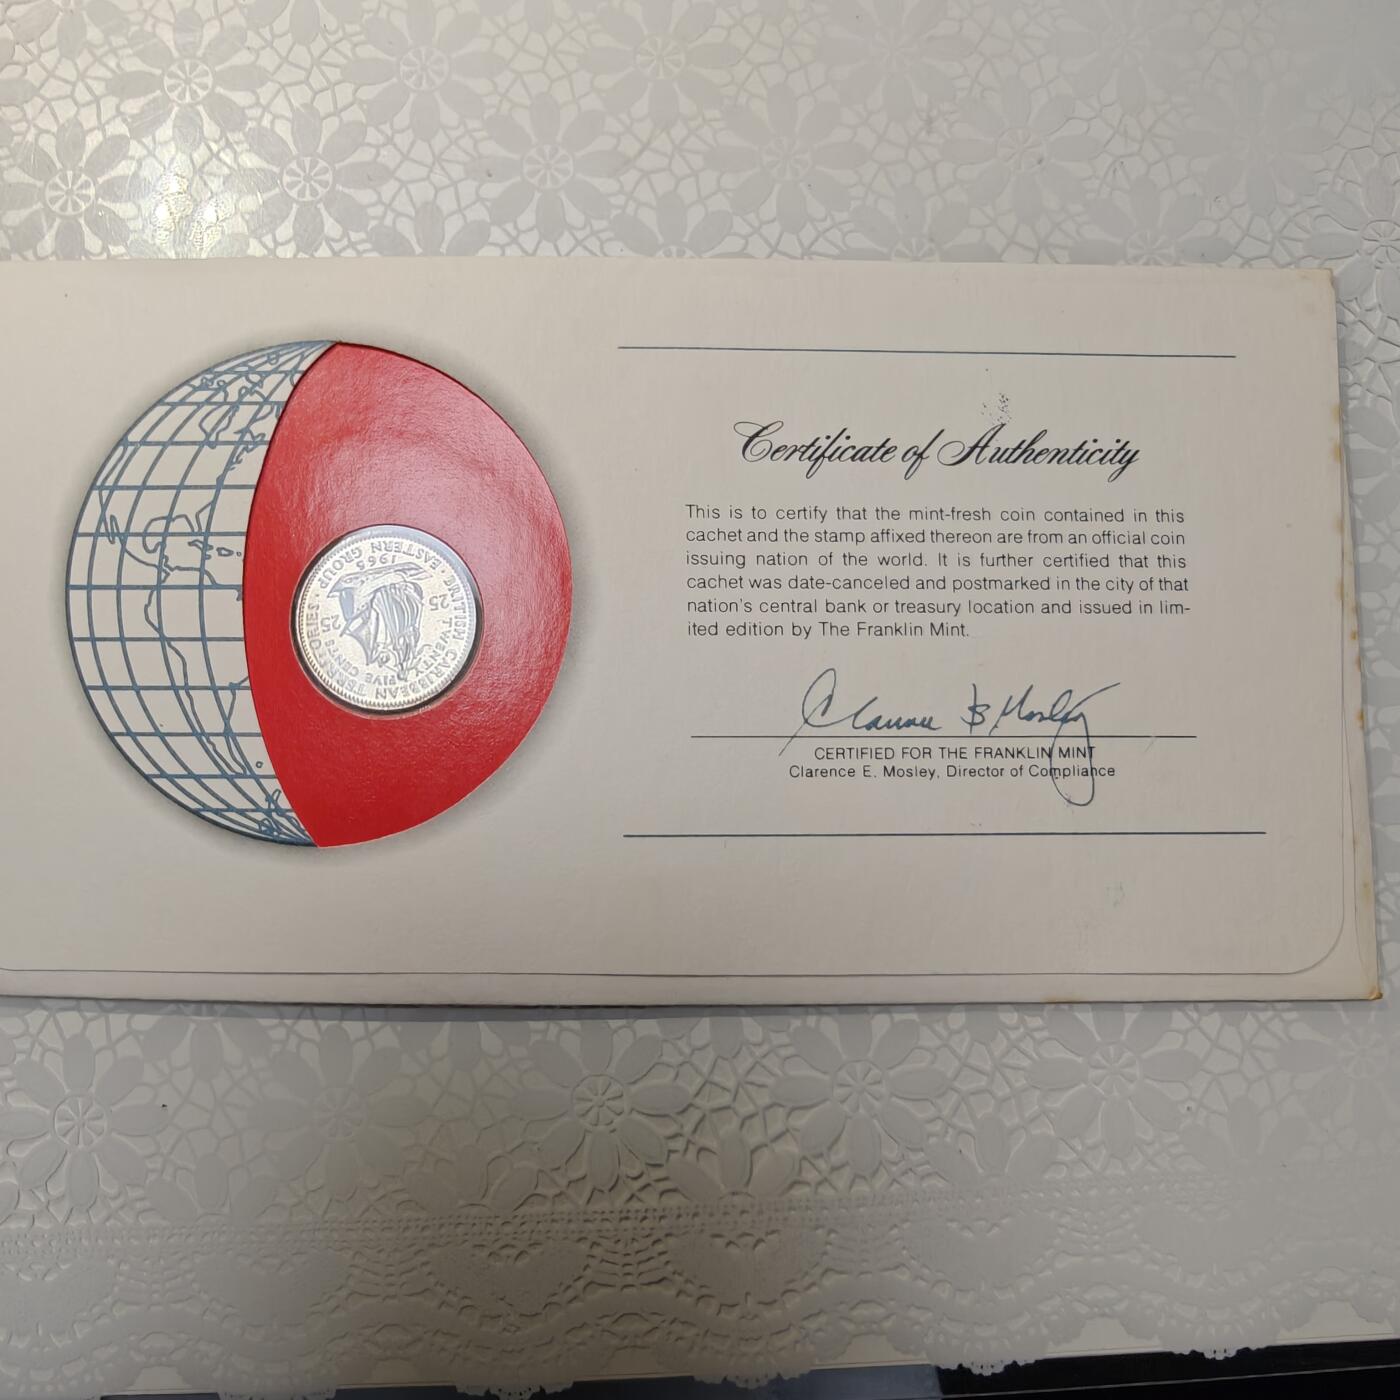 BRITISH CARIBBEAN TERRITORIES. EASTERN GROUP
1965
25 25
TWENTY FIVE CENTS
Certificate of Authenticity
This is to certify that the mint-fresh coin contained in this
cachet and the stamp affixed thereon are from an official coin
issuing nation of the world. It is further certified that this
cachet was date-canceled and postmarked in the city of that
nation's central bank or treasury location and issued in lim-
ited edition by The Franklin Mint.
Clarence E Mosley
CERTIFIED FOR THE FRANKLIN MINT
Clarence E. Mosley, Director of Compliance